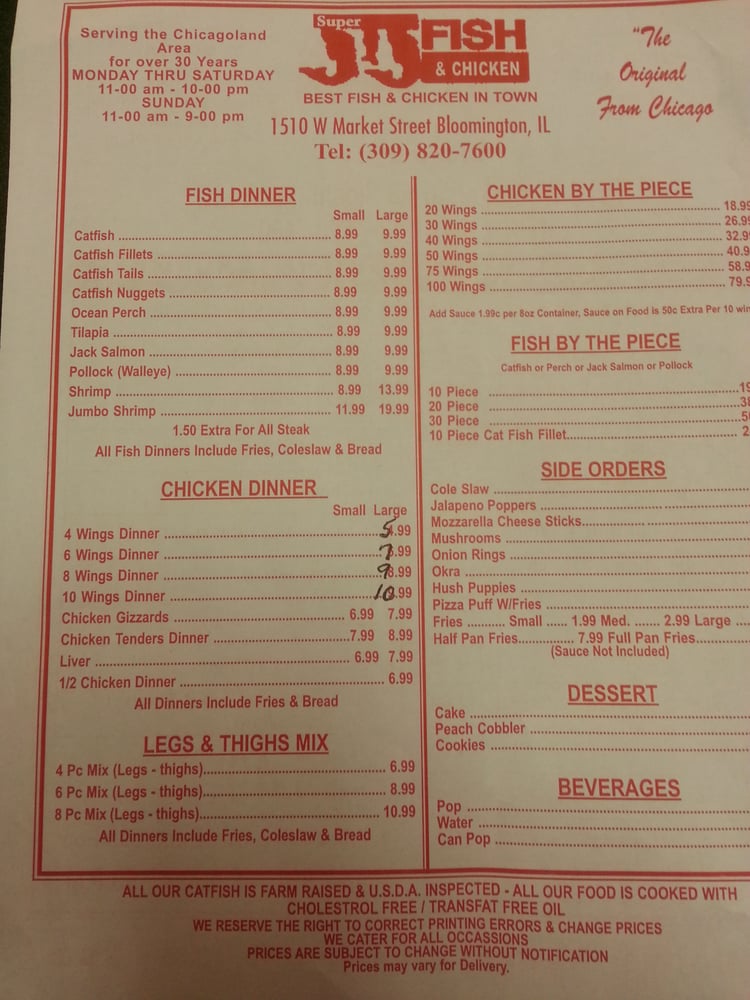 Serving the Chicagoland
Area
for over 30 Years
MONDAY THRU SATURDAY
11-00 am - 10-00 pm
SUNDAY
11-00 am - 9-00 pm
Super
JJ'S FISH
& CHICKEN
BEST FISH & CHICKEN IN TOWN
1510 W Market Street Bloomington, IL
Tel: (309) 820-7600
"The
Original
From Chicago
FISH DINNER
Small Large
Catfish 8.99 9.99
Catfish Fillets 8.99 9.99
Catfish Tails 8.99 9.99
Catfish Nuggets 8.99 9.99
Ocean Perch 8.99 9.99
Tilapia 8.99 9.99
Jack Salmon 8.99 9.99
Pollock (Walleye) 8.99 9.99
Shrimp 8.99 13.99
Jumbo Shrimp 11.99 19.99
1.50 Extra For All Steak
All Fish Dinners Include Fries, Coleslaw & Bread
CHICKEN DINNER
Small Large
4 Wings Dinner 5.99
6 Wings Dinner 7.99
8 Wings Dinner 9.99
10 Wings Dinner 10.99
Chicken Gizzards 6.99 7.99
Chicken Tenders Dinner 7.99 8.99
Liver 6.99 7.99
1/2 Chicken Dinner 6.99
All Dinners Include Fries & Bread
LEGS & THIGHS MIX
4 Pc Mix (Legs - thighs) 6.99
6 Pc Mix (Legs - thighs) 8.99
8 Pc Mix (Legs - thighs) 10.99
All Dinners Include Fries, Coleslaw & Bread
CHICKEN BY THE PIECE
20 Wings 18.9
30 Wings 26.9
40 Wings 32.9
50 Wings 40.9
75 Wings 58.9
100 Wings 79.9
Add Sauce 1.99c per 8oz Container, Sauce on Food is 50c Extra Per 10 win
FISH BY THE PIECE
Catfish or Perch or Jack Salmon or Pollock
10 Piece
20 Piece
30 Piece
10 Piece Cat Fish Fillet
SIDE ORDERS
Cole Slaw
Jalapeno Poppers
Mozzarella Cheese Sticks
Mushrooms
Onion Rings
Okra
Hush Puppies
Pizza Puff W/Fries
Fries Small 1.99 Med. 2.99 Large
Half Pan Fries 7.99 Full Pan Fries
(Sauce Not Included)
DESSERT
Cake
Peach Cobbler
Cookies
BEVERAGES
Pop
Water
Can Pop
ALL OUR CATFISH IS FARM RAISED & U.S.D.A. INSPECTED - ALL OUR FOOD IS COOKED WITH
CHOLESTROL FREE / TRANSFAT FREE OIL
WE RESERVE THE RIGHT TO CORRECT PRINTING ERRORS & CHANGE PRICES
WE CATER FOR ALL OCCASSIONS
PRICES ARE SUBJECT TO CHANGE WITHOUT NOTIFICATION
Prices may vary for Delivery.